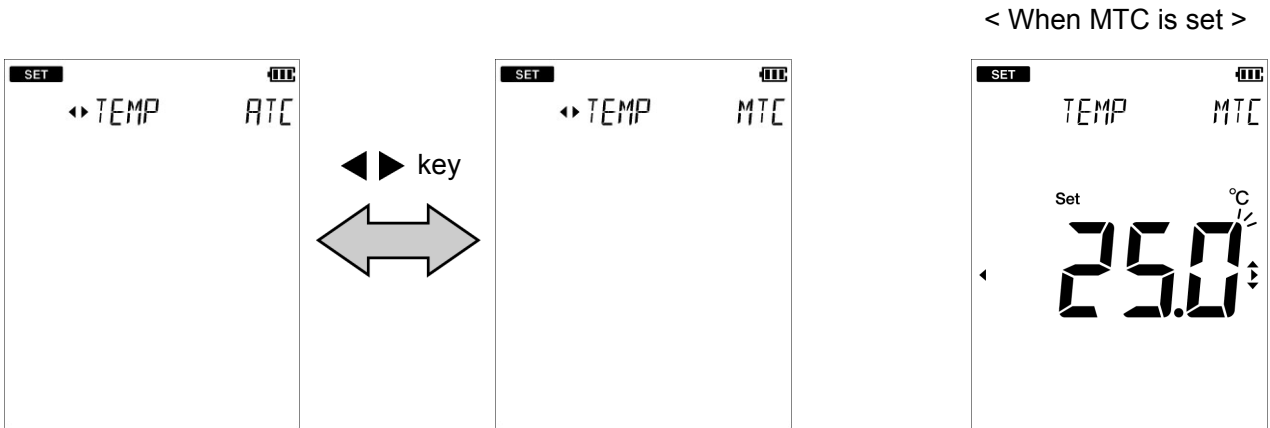 < When MTC is set >
SET
TEMP ATC
key
SET
TEMP MTC
SET
TEMP MTC
Set °C
25.0